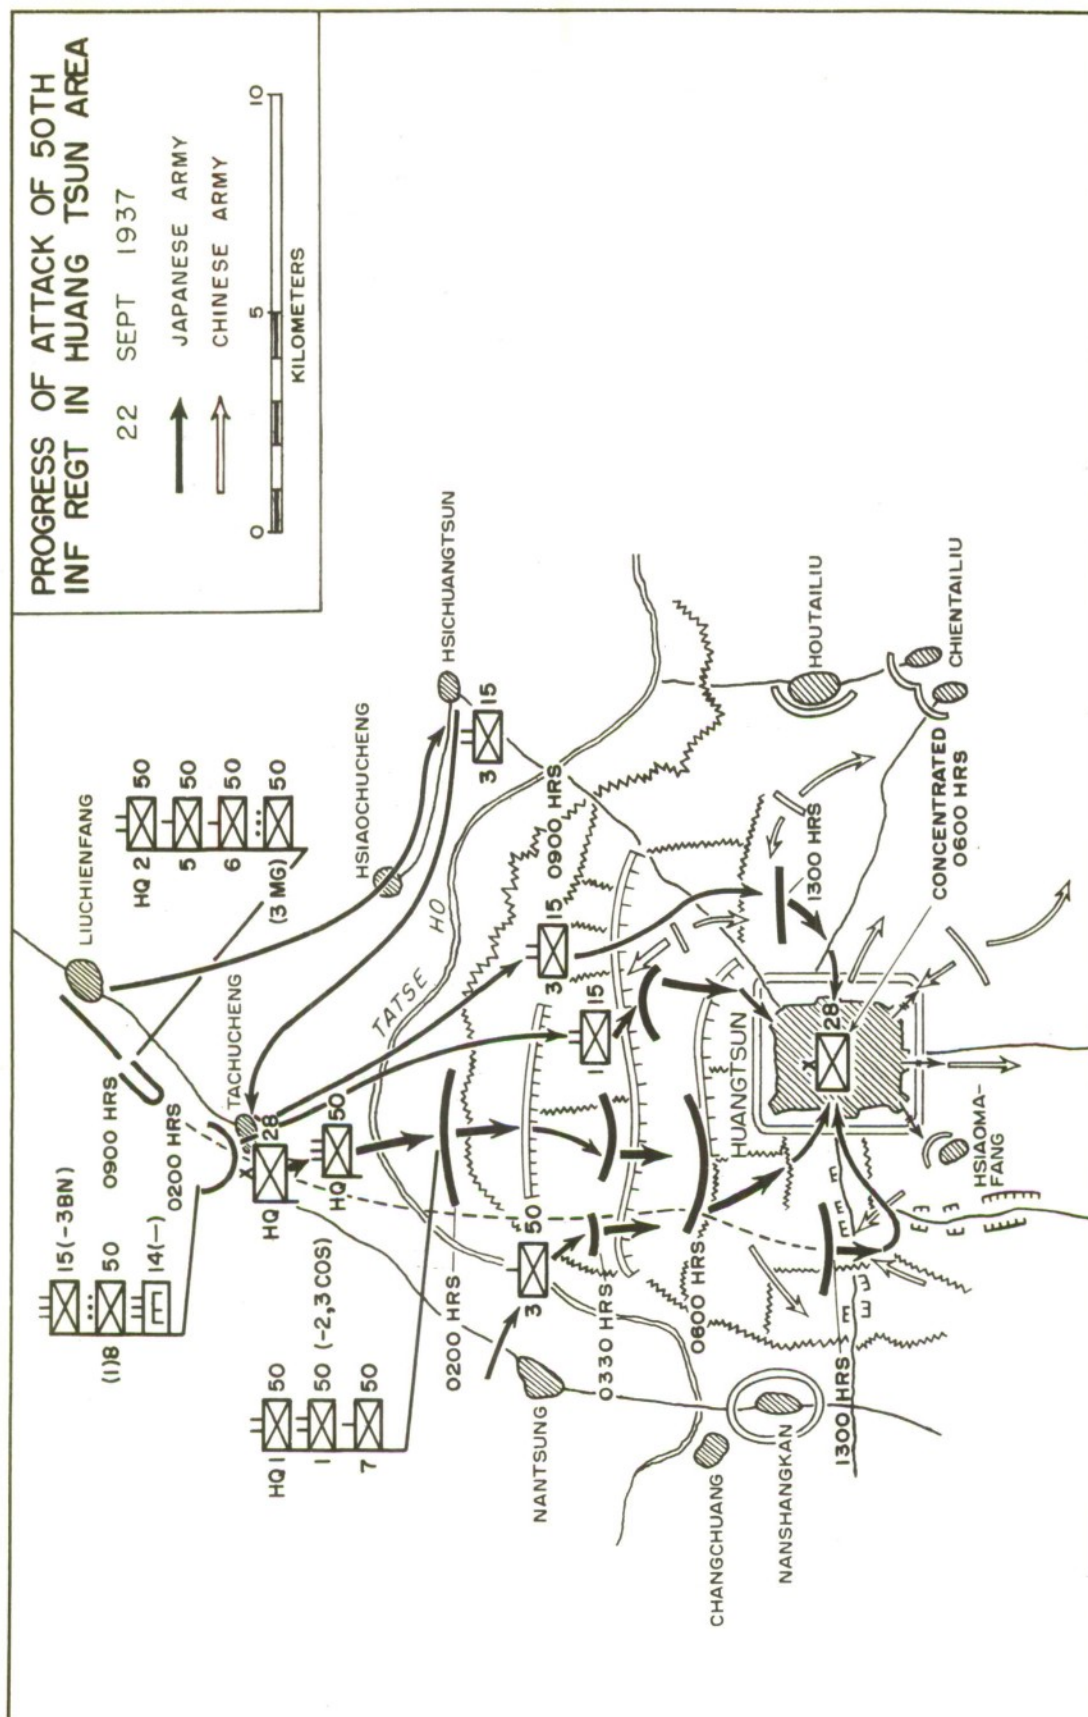 PROGRESS OF ATTACK OF 50TH
INF REGT IN HUANG TSUN AREA
22 SEPT 1937
JAPANESE ARMY
CHINESE ARMY
0 5 10
KILOMETERS
LIUCHIENFANG
HQ 2 50
5 50
6 50
(3 MG) 50
15(-3BN)
(1)8 50
14(-)
0900 HRS
0200 HRS
TACHUCHENG
HSIAOCHUCHENG
HSICHUANGTSUN
3 15
X
HQ 28
HQ 50
HQ 1 50
1 50 (-2,3 COS)
7 50
0200 HRS
TATSE HO
3 15
0900 HRS
1 15
3 50
NANTSUNG
0330 HRS
0600 HRS
HUANGTSUN
1300 HRS
HOUTAILIU
CHIENTAILIU
CONCENTRATED
0600 HRS
X
28
CHANGCHUANG
NANSHANGKAN
1300 HRS
HSIAOMA-
FANG